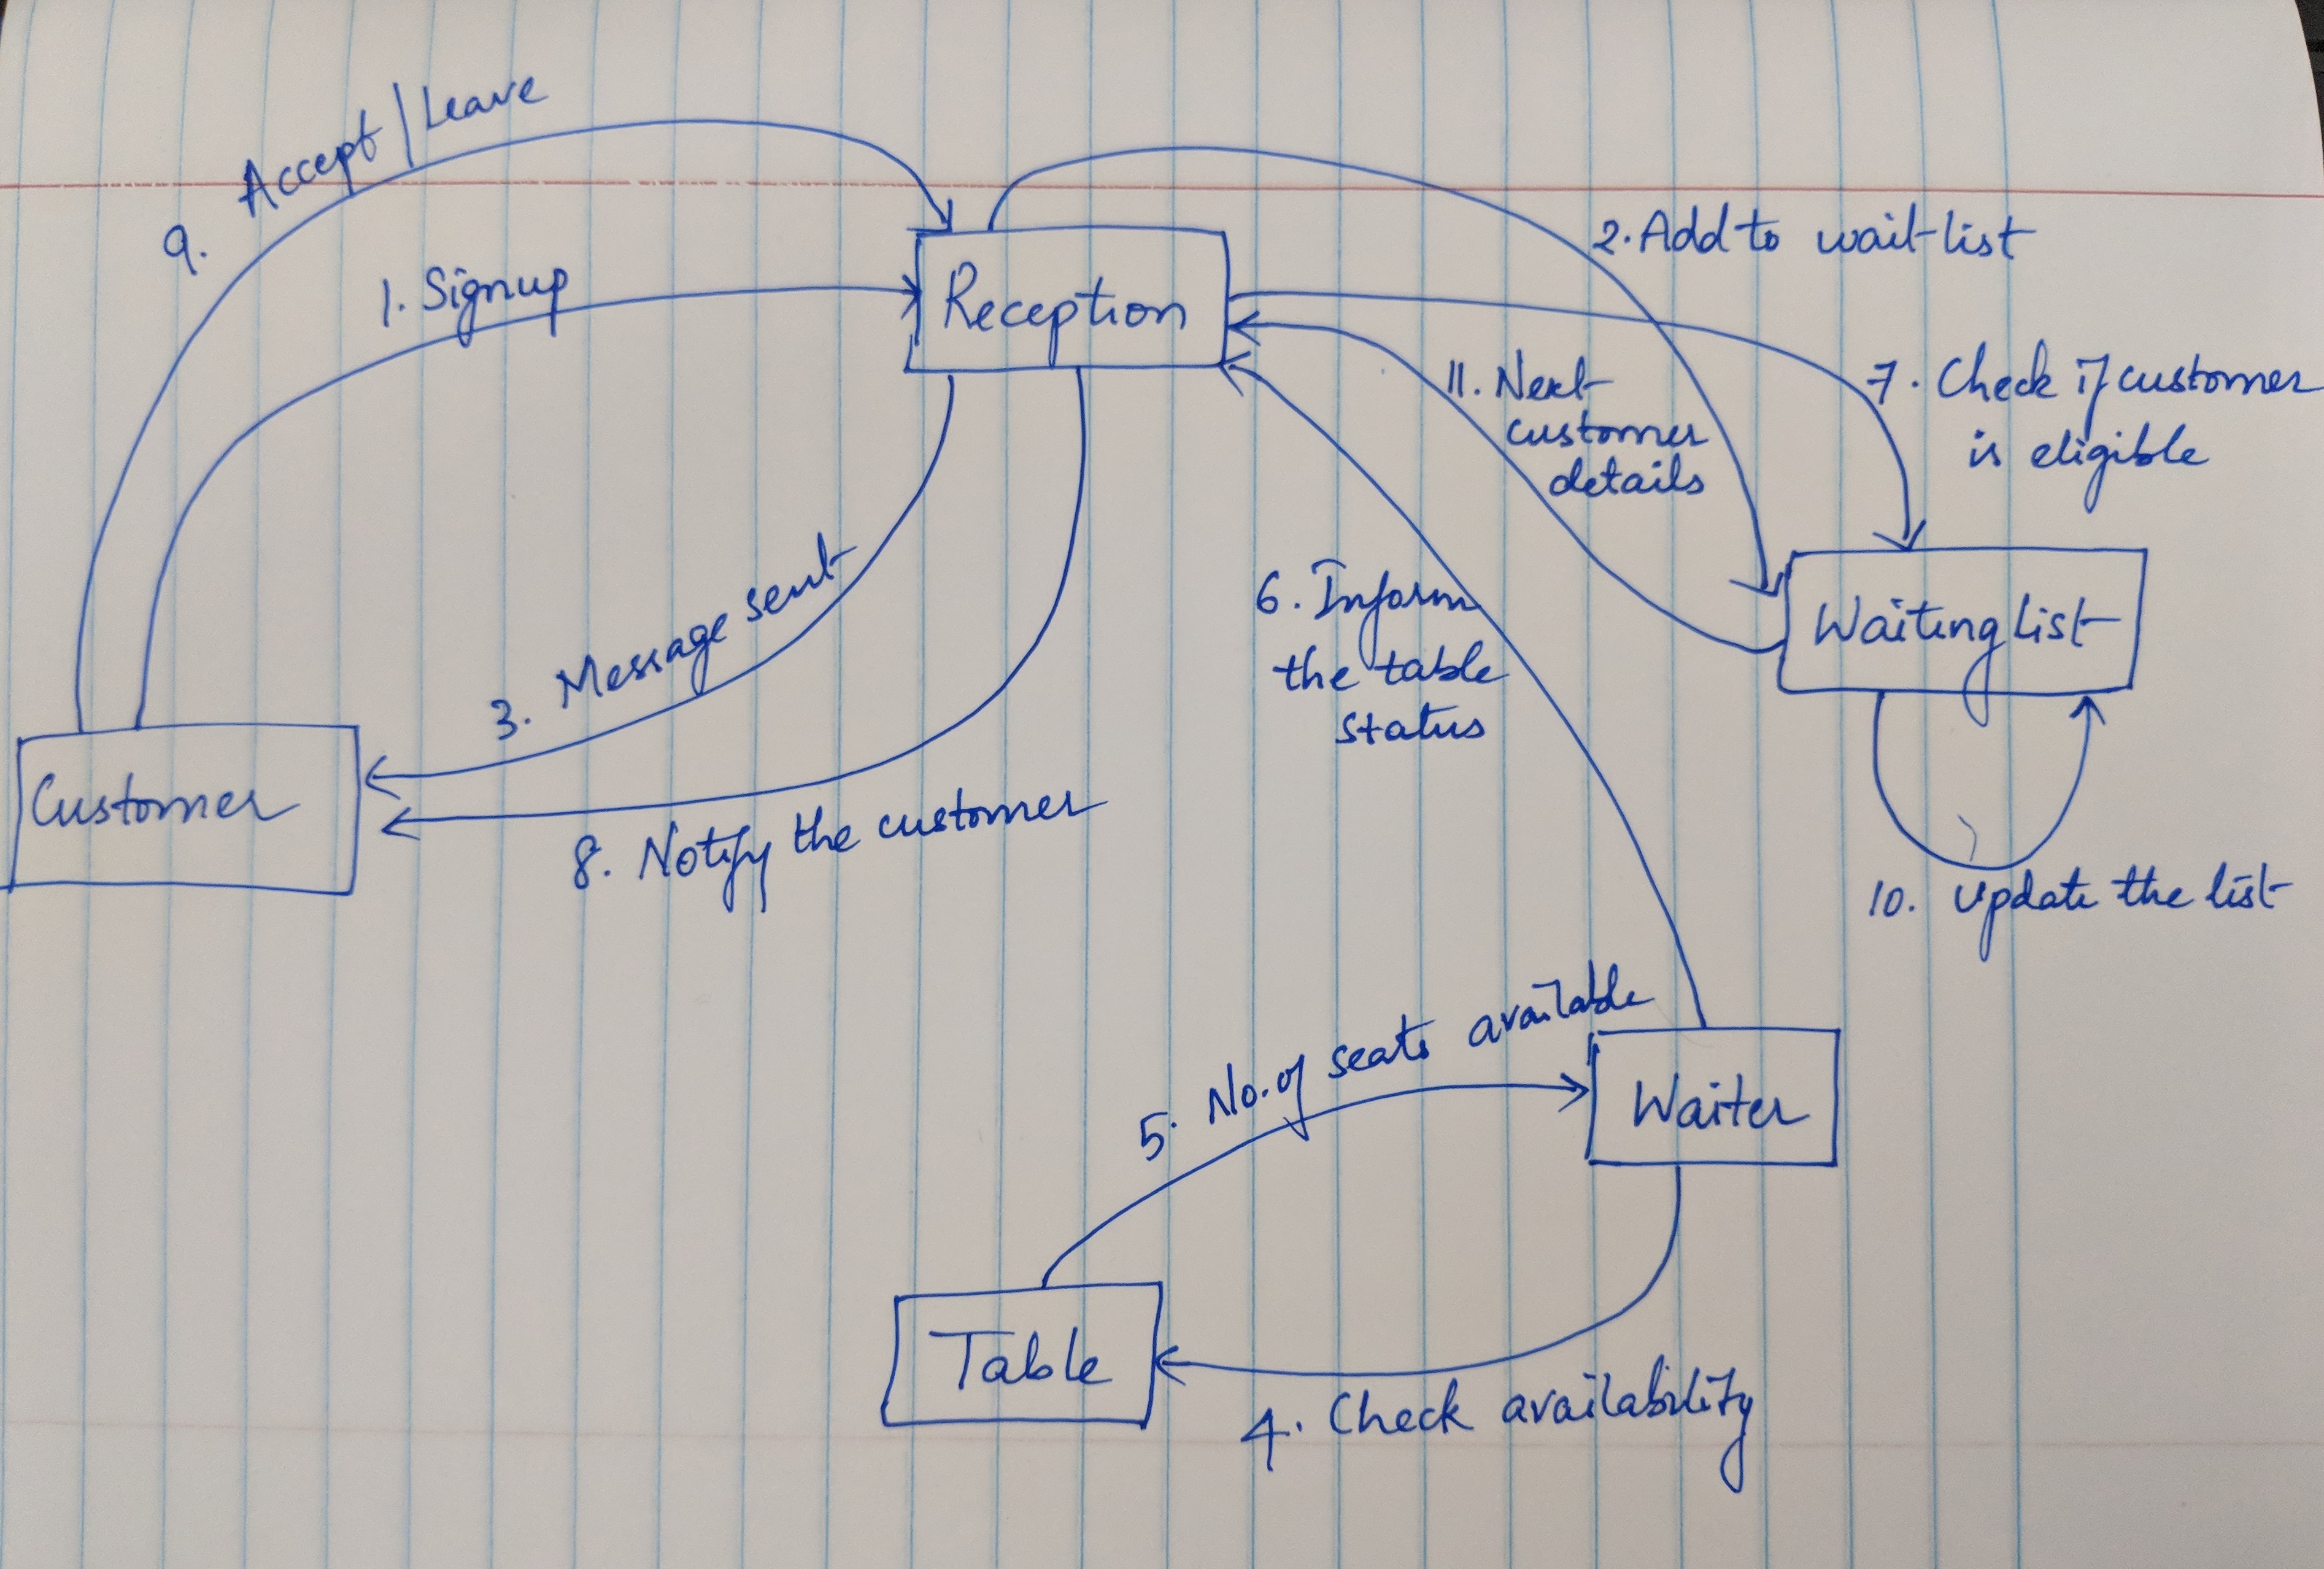 9. Accept/Leave
1. Signup
Reception
2. Add to wait list
11. Next
customer
details
7. Check if customer
is eligible
3. Message sent
6. Inform
the table
status
Waiting list
Customer
8. Notify the customer
10. Update the list
5. No. of seats available
Waiter
Table
4. Check availability